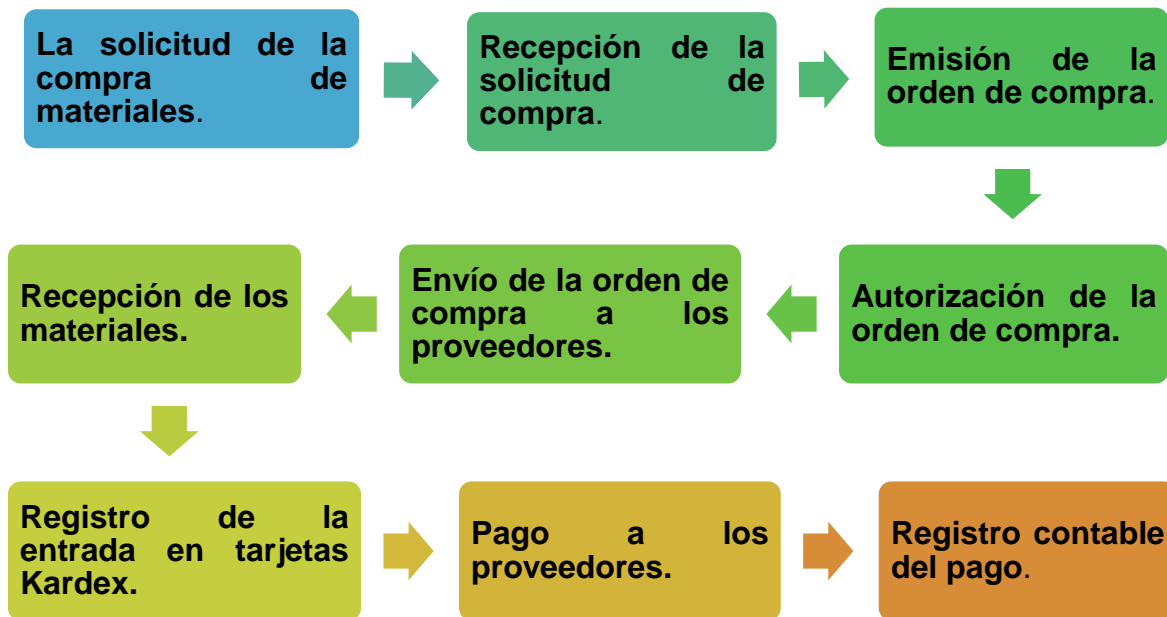 La solicitud de la
compra de
materiales.
Recepción de la
solicitud de
compra.
Emisión de la
orden de compra.
Autorización de la
orden de compra.
Envío de la orden de
compra a los
proveedores.
Recepción de los
materiales.
Registro de la
entrada en tarjetas
Kardex.
Pago a los
proveedores.
Registro contable
del pago.